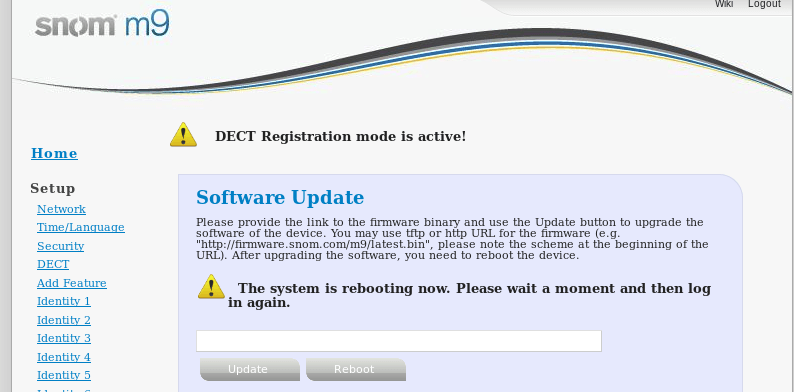 Wiki Logout
snom m9
DECT Registration mode is active!
Home
Setup
Network
Time/Language
Security
DECT
Add Feature
Identity 1
Identity 2
Identity 3
Identity 4
Identity 5
Software Update
Please provide the link to the firmware binary and use the Update button to upgrade the
software of the device. You may use tftp or http URL for the firmware (e.g.
"http://firmware.snom.com/m9/latest.bin", please note the scheme at the beginning of the
URL). After upgrading the software, you need to reboot the device.
The system is rebooting now. Please wait a moment and then log
in again.
Update Reboot